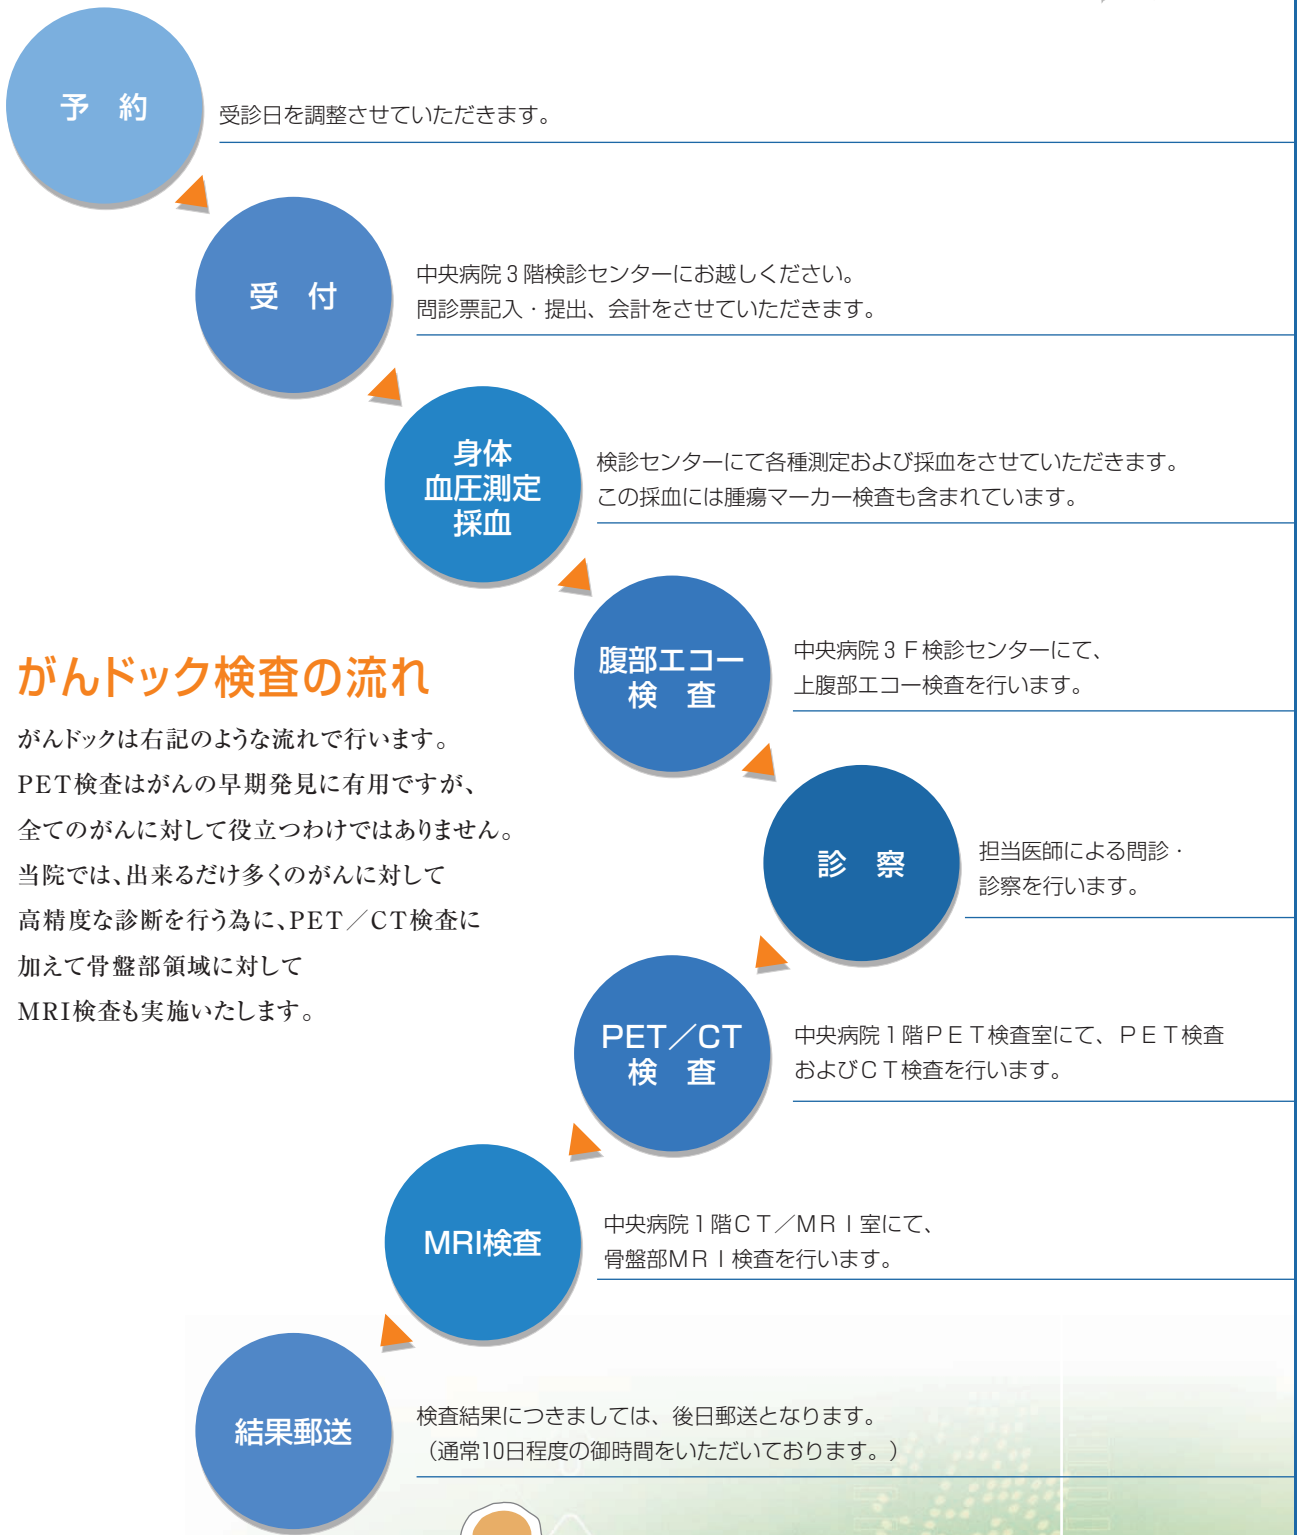 予　約
受診日を調整させていただきます。
受　付
中央病院３階検診センターにお越しください。
問診票記入・提出、会計をさせていただきます。
身体
血圧測定
採血
検診センターにて各種測定および採血をさせていただきます。
この採血には腫瘍マーカー検査も含まれています。
腹部エコー
検　査
中央病院３Ｆ検診センターにて、
上腹部エコー検査を行います。
がんドック検査の流れ
がんドックは右記のような流れで行います。
PET検査はがんの早期発見に有用ですが、
全てのがんに対して役立つわけではありません。
当院では、出来るだけ多くのがんに対して
高精度な診断を行う為に、PET／CT検査に
加えて骨盤部領域に対して
MRI検査も実施いたします。
診　察
担当医師による問診・
診察を行います。
PET／CT
検　査
中央病院１階ＰＥＴ検査室にて、ＰＥＴ検査
およびＣＴ検査を行います。
MRI検査
中央病院１階ＣＴ／ＭＲＩ室にて、
骨盤部ＭＲＩ検査を行います。
結果郵送
検査結果につきましては、後日郵送となります。
（通常10日程度の御時間をいただいております。）